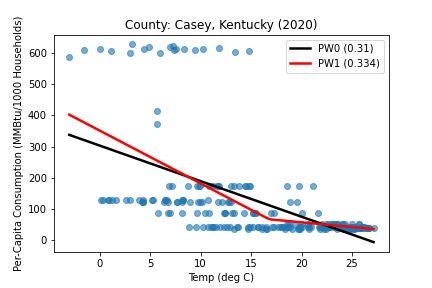 County: Casey, Kentucky (2020)
PW0 (0.31)
PW1 (0.334)
Per-Capita Consumption (MMBtu/1000 Households)
600
500
400
300
200
100
0
0 5 10 15 20 25
Temp (deg C)